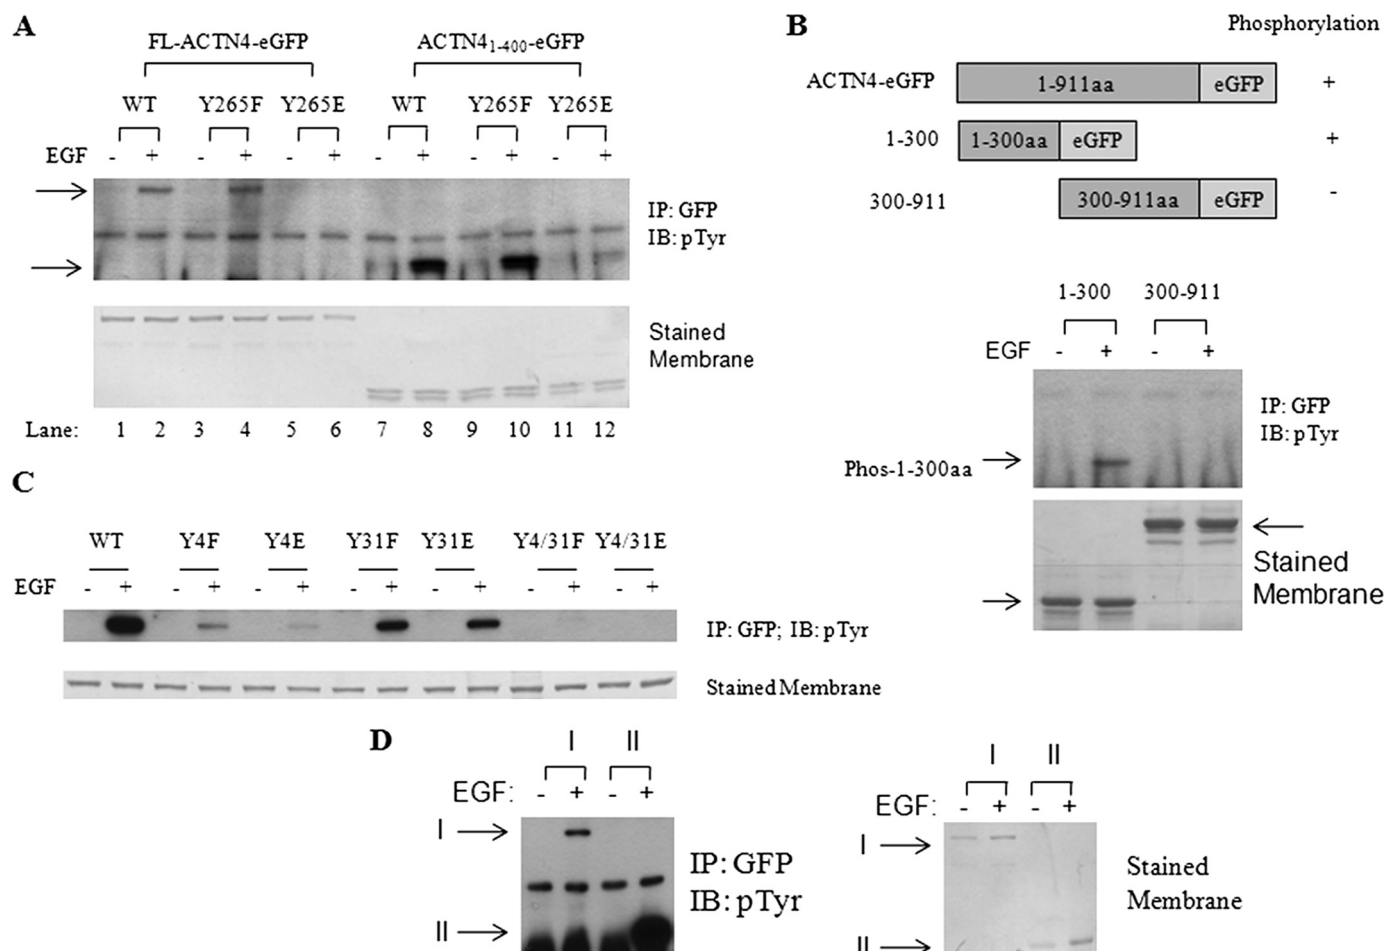 A
FL-ACTN4-eGFP ACTN41-400-eGFP
WT Y265F Y265E WT Y265F Y265E
EGF - + - + - + - + - + - +
IP: GFP
IB: pTyr
Stained
Membrane
Lane: 1 2 3 4 5 6 7 8 9 10 11 12
B
Phosphorylation
ACTN4-eGFP 1-911aa eGFP +
1-300 1-300aa eGFP +
300-911 300-911aa eGFP -
1-300 300-911
EGF - + - +
IP: GFP
IB: pTyr
Phos-1-300aa
Stained
Membrane
C
WT Y4F Y4E Y31F Y31E Y4/31F Y4/31E
EGF - + - + - + - + - + - + - +
IP: GFP; IB: pTyr
Stained Membrane
D
I II
EGF: - + - +
I
II
IP: GFP
IB: pTyr
I II
EGF: - + - +
I
II
Stained
Membrane